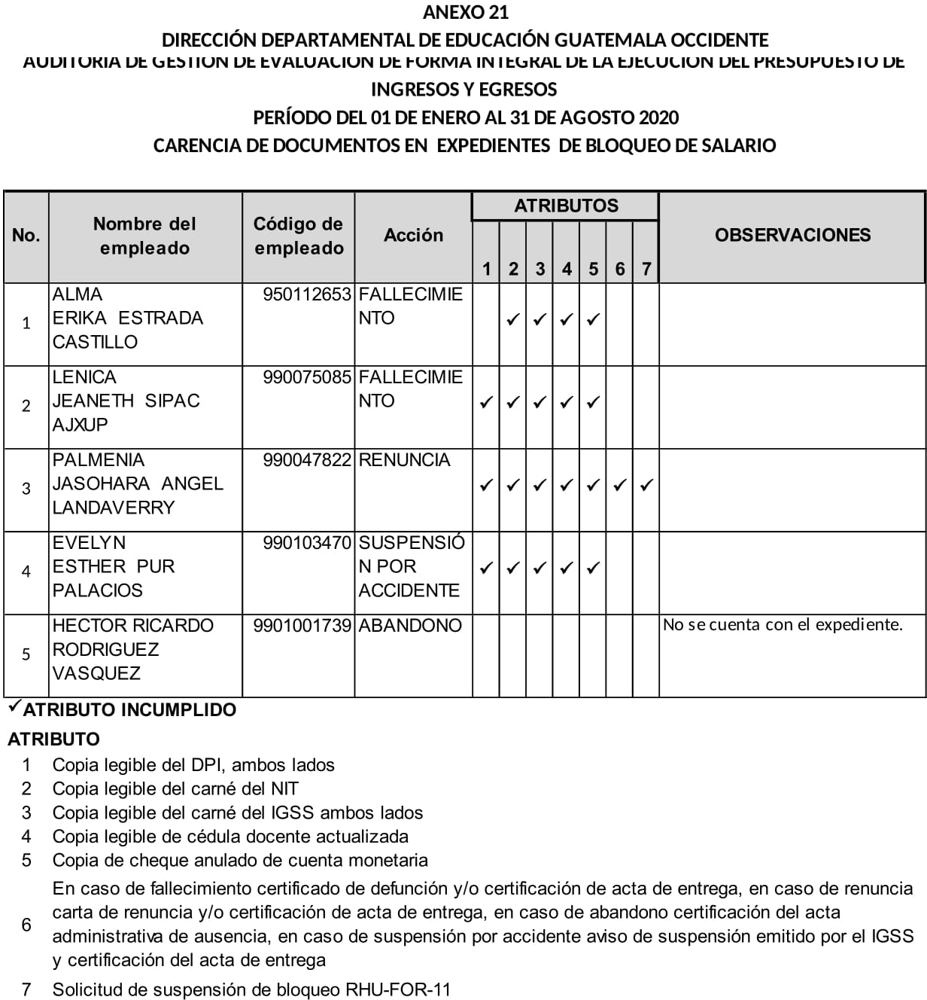 ANEXO 21
DIRECCIÓN DEPARTAMENTAL DE EDUCACIÓN GUATEMALA OCCIDENTE
AUDITORIA DE GESTION DE EVALUACION DE FORMA INTEGRAL DE LA EJECUCION DEL PRESUPUESTO DE
INGRESOS Y EGRESOS
PERÍODO DEL 01 DE ENERO AL 31 DE AGOSTO 2020
CARENCIA DE DOCUMENTOS EN EXPEDIENTES DE BLOQUEO DE SALARIO
No. Nombre del empleado Código de empleado Acción ATRIBUTOS OBSERVACIONES
1 2 3 4 5 6 7
ALMA 950112653 FALLECIMIE
1 ERIKA ESTRADA NTO ✓ ✓ ✓ ✓
CASTILLO
LENICA 990075085 FALLECIMIE
2 JEANETH SIPAC NTO ✓ ✓ ✓ ✓ ✓
AJXUP
PALMENIA 990047822 RENUNCIA
3 JASOHARA ANGEL ✓ ✓ ✓ ✓ ✓ ✓ ✓
LANDAVERRY
EVELYN 990103470 SUSPENSIÓ
4 ESTHER PUR N POR ✓ ✓ ✓ ✓ ✓
PALACIOS ACCIDENTE
HECTOR RICARDO 9901001739 ABANDONO No se cuenta con el expediente.
5 RODRIGUEZ
VASQUEZ
✓ATRIBUTO INCUMPLIDO
ATRIBUTO
1 Copia legible del DPI, ambos lados
2 Copia legible del carné del NIT
3 Copia legible del carné del IGSS ambos lados
4 Copia legible de cédula docente actualizada
5 Copia de cheque anulado de cuenta monetaria
En caso de fallecimiento certificado de defunción y/o certificación de acta de entrega, en caso de renuncia
carta de renuncia y/o certificación de acta de entrega, en caso de abandono certificación del acta
6 administrativa de ausencia, en caso de suspensión por accidente aviso de suspensión emitido por el IGSS
y certificación del acta de entrega
7 Solicitud de suspensión de bloqueo RHU-FOR-11